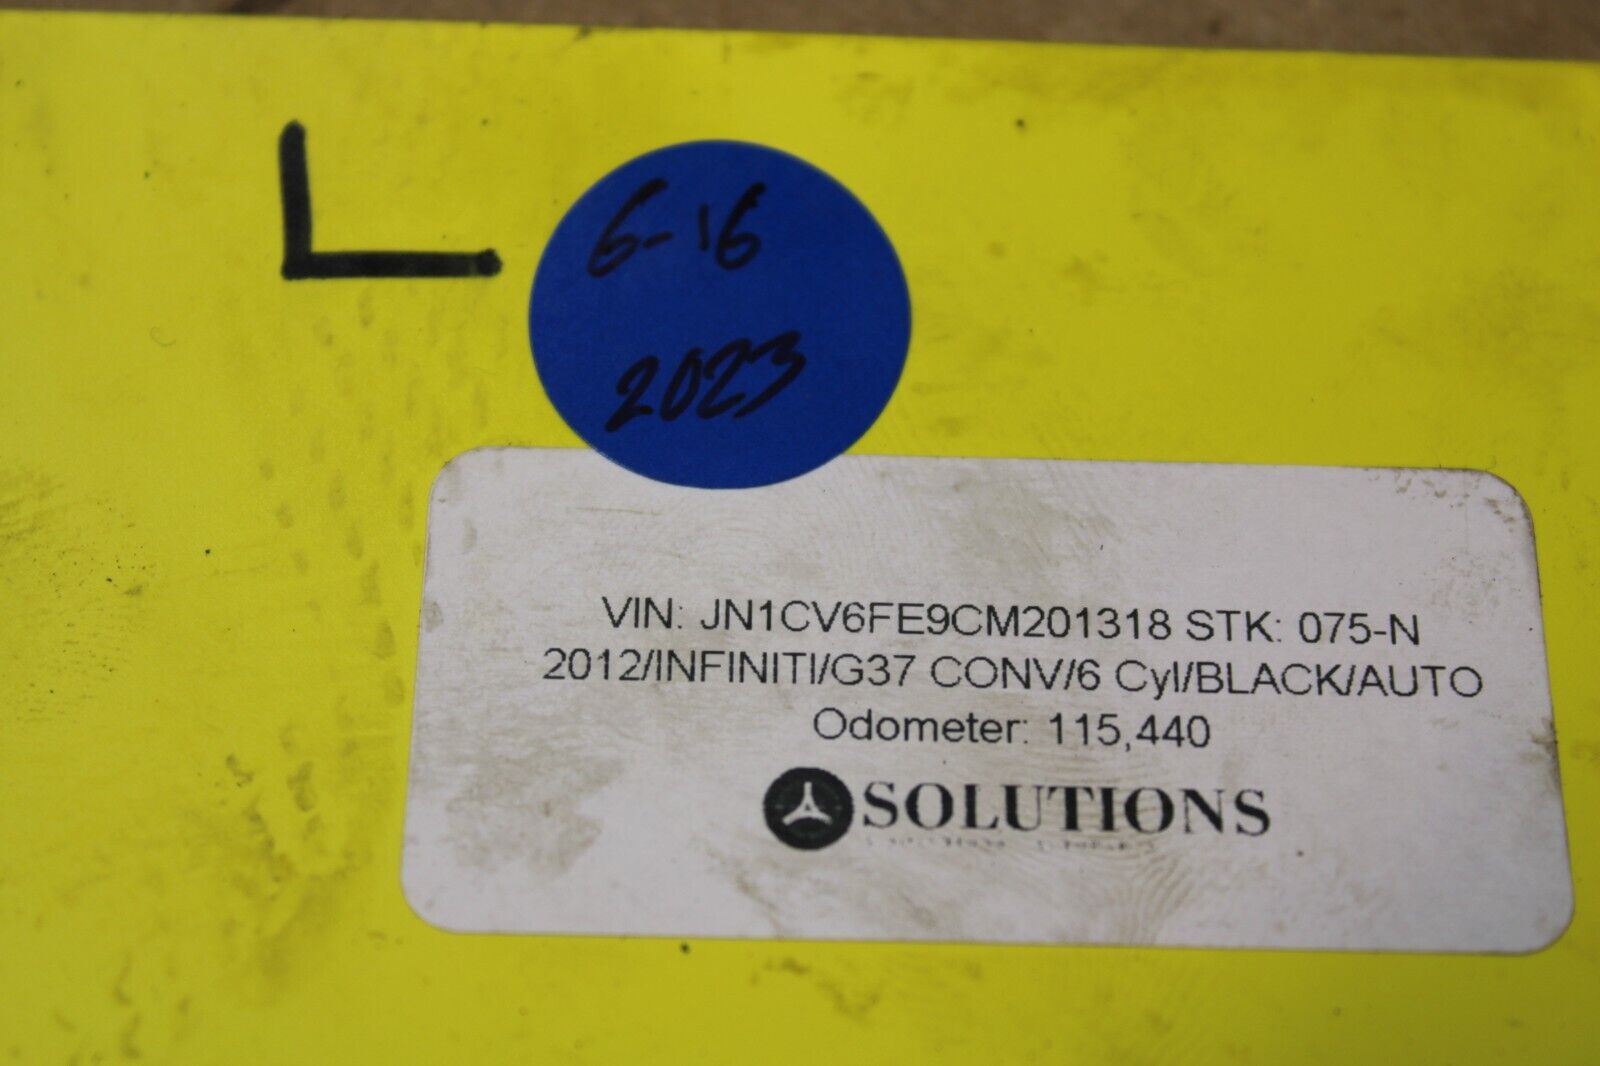 L
6-16
2023
VIN: JN1CV6FE9CM201318 STK: 075-N
2012/INFINITI/G37 CONV/6 Cyl/BLACK/AUTO
Odometer: 115,440
SOLUTIONS